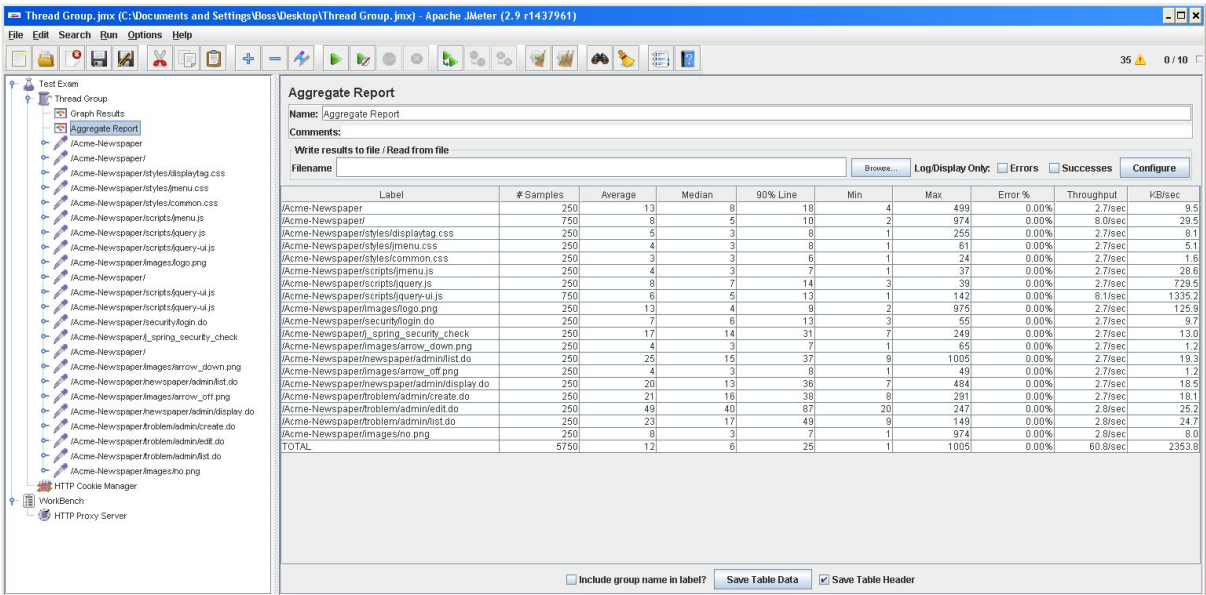 Thread Group.jmx (C:\Documents and Settings\Boss\Desktop\Thread Group.jmx) - Apache JMeter (2.9 r1437961)
File Edit Search Run Options Help
35 0 / 10
Test Exam
Thread Group
Graph Results
Aggregate Report
/Acme-Newspaper
/Acme-Newspaper/
/Acme-Newspaper/styles/displaytag.css
/Acme-Newspaper/styles/jmenu.css
/Acme-Newspaper/styles/common.css
/Acme-Newspaper/scripts/jmenu.js
/Acme-Newspaper/scripts/jquery.js
/Acme-Newspaper/scripts/jquery-ui.js
/Acme-Newspaper/images/logo.png
/Acme-Newspaper/
/Acme-Newspaper/scripts/jquery-ui.js
/Acme-Newspaper/scripts/jquery-ui.js
/Acme-Newspaper/security/login.do
/Acme-Newspaper/j_spring_security_check
/Acme-Newspaper/
/Acme-Newspaper/images/arrow_down.png
/Acme-Newspaper/newspaper/admin/list.do
/Acme-Newspaper/images/arrow_off.png
/Acme-Newspaper/newspaper/admin/display.do
/Acme-Newspaper/troblem/admin/create.do
/Acme-Newspaper/troblem/admin/edit.do
/Acme-Newspaper/troblem/admin/list.do
/Acme-Newspaper/images/no.png
HTTP Cookie Manager
WorkBench
HTTP Proxy Server
Aggregate Report
Name: Aggregate Report
Comments:
Write results to file / Read from file
Filename Browse... Log/Display Only: Errors Successes Configure
Label # Samples Average Median 90% Line Min Max Error % Throughput KB/sec
/Acme-Newspaper 250 13 8 18 4 499 0.00% 2.7/sec 9.5
/Acme-Newspaper/ 750 8 5 10 2 974 0.00% 8.0/sec 29.5
/Acme-Newspaper/styles/displaytag.css 250 5 3 8 1 255 0.00% 2.7/sec 8.1
/Acme-Newspaper/styles/jmenu.css 250 4 3 8 1 61 0.00% 2.7/sec 5.1
/Acme-Newspaper/styles/common.css 250 3 3 6 1 24 0.00% 2.7/sec 1.6
/Acme-Newspaper/scripts/jmenu.js 250 4 3 7 1 37 0.00% 2.7/sec 28.6
/Acme-Newspaper/scripts/jquery.js 250 8 7 14 3 39 0.00% 2.7/sec 729.5
/Acme-Newspaper/scripts/jquery-ui.js 750 6 5 13 1 142 0.00% 8.1/sec 1335.2
/Acme-Newspaper/images/logo.png 250 13 4 9 2 975 0.00% 2.7/sec 125.9
/Acme-Newspaper/security/login.do 250 7 6 13 3 55 0.00% 2.7/sec 9.7
/Acme-Newspaper/j_spring_security_check 250 17 14 31 7 249 0.00% 2.7/sec 13.0
/Acme-Newspaper/images/arrow_down.png 250 4 3 7 1 65 0.00% 2.7/sec 1.2
/Acme-Newspaper/newspaper/admin/list.do 250 25 15 37 9 1005 0.00% 2.7/sec 19.3
/Acme-Newspaper/images/arrow_off.png 250 4 3 8 1 49 0.00% 2.7/sec 1.2
/Acme-Newspaper/newspaper/admin/display.do 250 20 13 36 7 484 0.00% 2.7/sec 18.5
/Acme-Newspaper/troblem/admin/create.do 250 21 16 38 8 291 0.00% 2.7/sec 18.1
/Acme-Newspaper/troblem/admin/edit.do 250 49 40 87 20 247 0.00% 2.8/sec 25.2
/Acme-Newspaper/troblem/admin/list.do 250 23 17 49 9 149 0.00% 2.8/sec 24.7
/Acme-Newspaper/images/no.png 250 8 3 7 1 974 0.00% 2.8/sec 8.0
TOTAL 5750 12 6 25 1 1005 0.00% 60.8/sec 2353.8
Include group name in label? Save Table Data Save Table Header